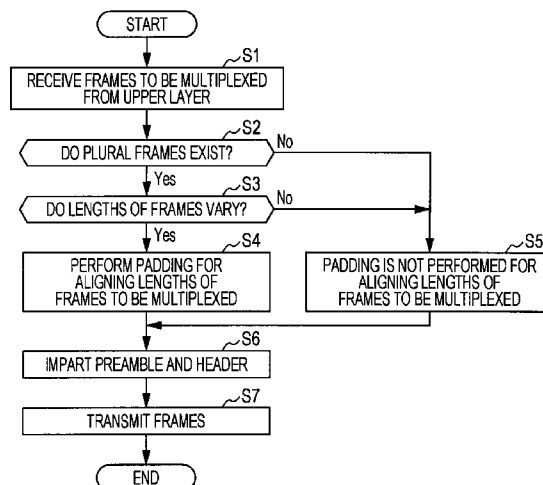 START
S1
RECEIVE FRAMES TO BE MULTIPLEXED
FROM UPPER LAYER
S2
DO PLURAL FRAMES EXIST?
No
Yes
S3
DO LENGTHS OF FRAMES VARY?
No
Yes
S4
PERFORM PADDING FOR
ALIGNING LENGTHS OF
FRAMES TO BE MULTIPLEXED
S5
PADDING IS NOT PERFORMED FOR
ALIGNING LENGTHS OF
FRAMES TO BE MULTIPLEXED
S6
IMPART PREAMBLE AND HEADER
S7
TRANSMIT FRAMES
END